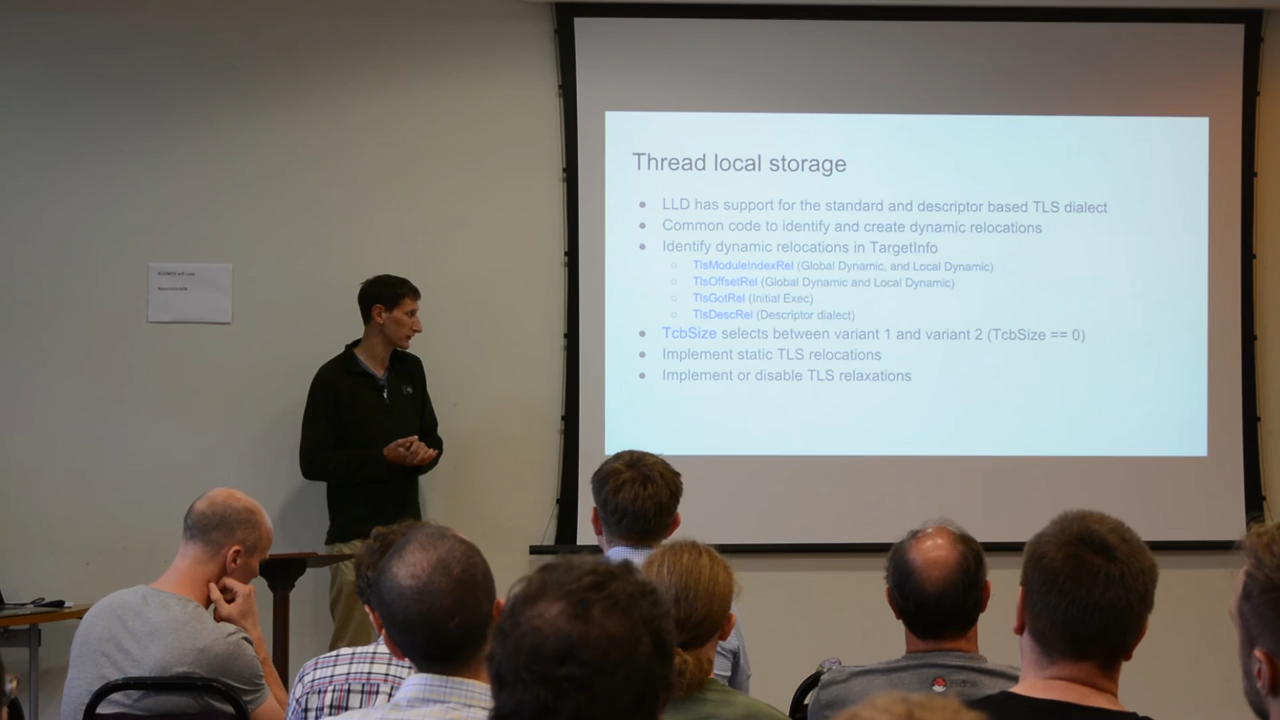 Thread local storage
● LLD has support for the standard and descriptor based TLS dialect
● Common code to identify and create dynamic relocations
● Identify dynamic relocations in TargetInfo
○ TlsModuleIndexRel (Global Dynamic, and Local Dynamic)
○ TlsOffsetRel (Global Dynamic and Local Dynamic)
○ TlsGotRel (Initial Exec)
○ TlsDescRel (Descriptor dialect)
● TcbSize selects between variant 1 and variant 2 (TcbSize == 0)
● Implement static TLS relocations
● Implement or disable TLS relaxations